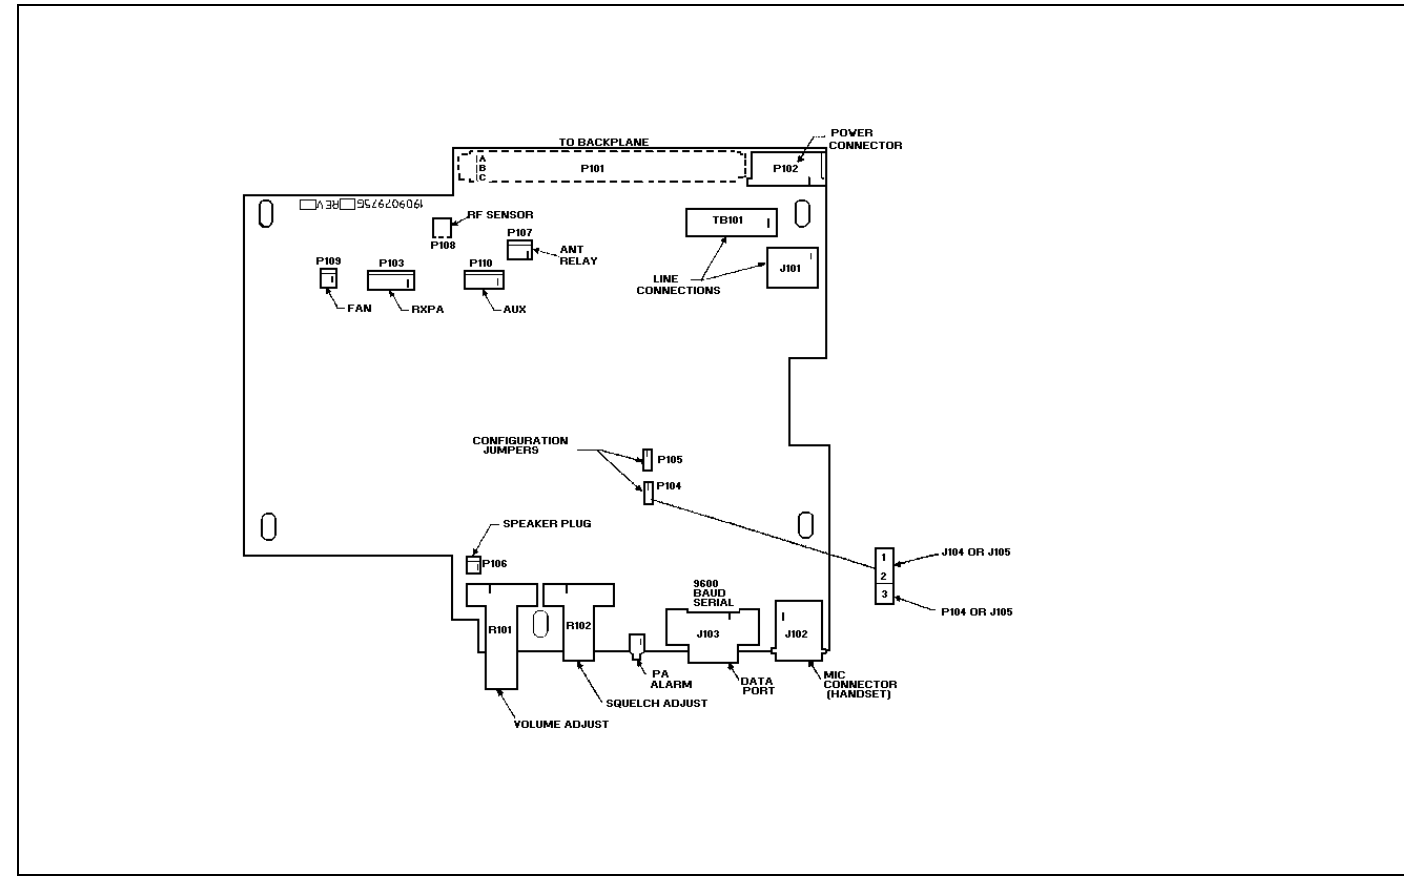 TO BACKPLANE
POWER
CONNECTOR
A
B
C
P101
P102
19D907975G REV
RF SENSOR
P108
P107
ANT
RELAY
TB101
J101
LINE
CONNECTIONS
P109
P103
P110
FAN
RXPA
AUX
CONFIGURATION
JUMPERS
P105
P104
SPEAKER PLUG
P106
1
2
3
J104 OR J105
P104 OR J105
9600
BAUD
SERIAL
R101
R102
J103
J102
PA
ALARM
DATA
PORT
MIC
CONNECTOR
(HANDSET)
SQUELCH ADJUST
VOLUME ADJUST